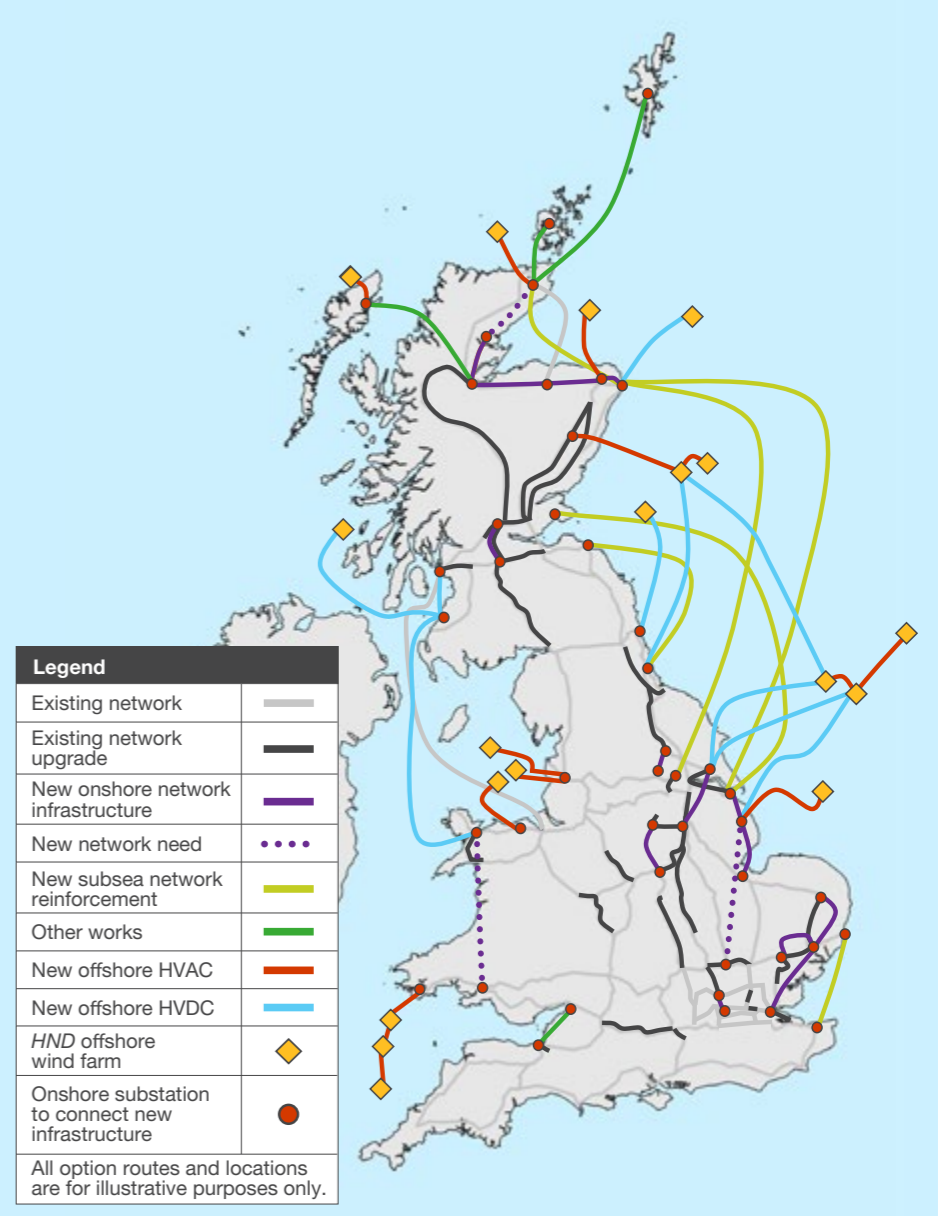 Legend
Existing network
Existing network
upgrade
New onshore network
infrastructure
New network need
New subsea network
reinforcement
Other works
New offshore HVAC
New offshore HVDC
HND offshore
wind farm
Onshore substation
to connect new
infrastructure
All option routes and locations
are for illustrative purposes only.